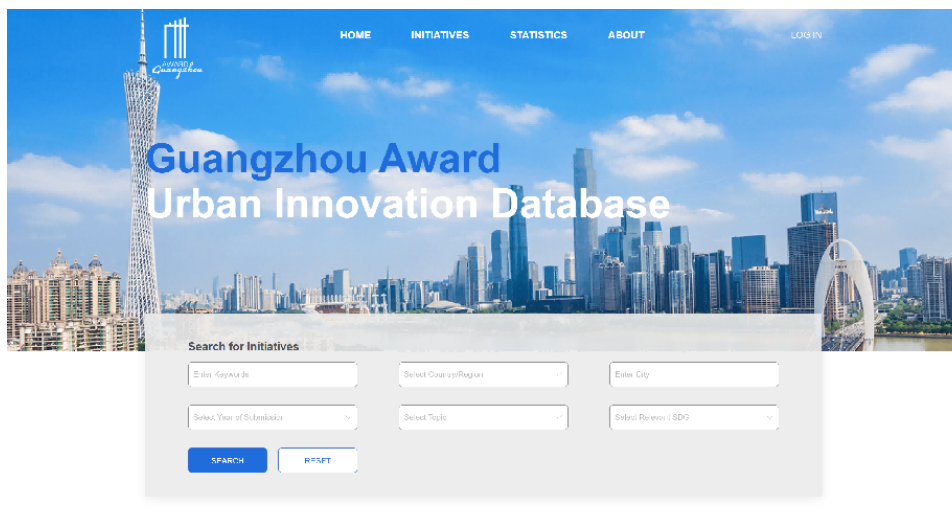 AWARD
Guangzhou
HOME INITIATIVES STATISTICS ABOUT LOG IN
Guangzhou Award
Urban Innovation Database
Search for Initiatives
Enter Keywords Select Country/Region Enter City
Select Year of Submission Select Topic Select Relevant SDG
SEARCH RESET